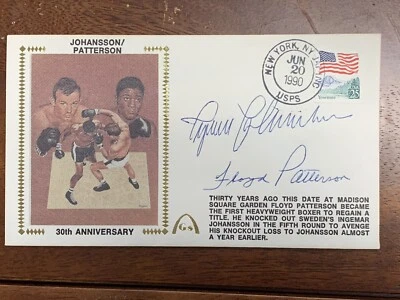 JOHANSSON/
PATTERSON
NEW YORK, NY
JUN
20
1990
USPS
USA
25
Floyd Patterson
THIRTY YEARS AGO THIS DATE AT MADISON
SQUARE GARDEN FLOYD PATTERSON BECAME
THE FIRST HEAVYWEIGHT BOXER TO REGAIN A
TITLE. HE KNOCKED OUT SWEDEN'S INGEMAR
JOHANSSON IN THE FIFTH ROUND TO AVENGE
HIS KNOCKOUT LOSS TO JOHANSSON ALMOST
A YEAR EARLIER.
GS
30th ANNIVERSARY